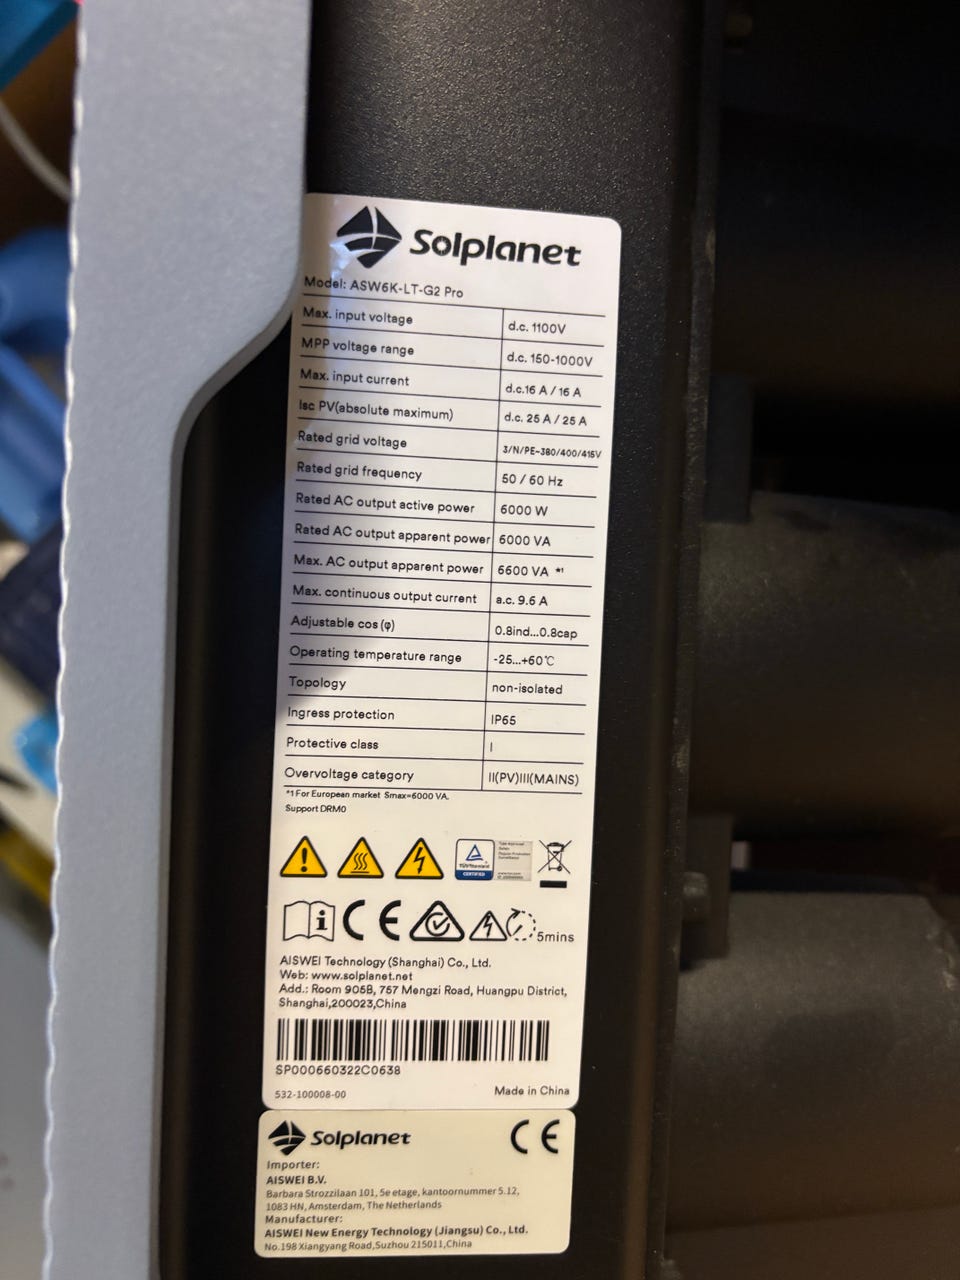 Solplanet
Model: ASW6K-LT-G2 Pro
Max. input voltage d.c. 1100V
MPP voltage range d.c. 150-1000V
Max. input current d.c.16 A / 16 A
Isc PV(absolute maximum) d.c. 25 A / 25 A
Rated grid voltage 3/N/PE~380/400/415V
Rated grid frequency 50 / 60 Hz
Rated AC output active power 6000 W
Rated AC output apparent power 6000 VA
Max. AC output apparent power 6600 VA *1
Max. continuous output current a.c. 9.6 A
Adjustable cos (φ) 0.8ind...0.8cap
Operating temperature range -25...+60℃
Topology non-isolated
Ingress protection IP65
Protective class I
Overvoltage category II(PV)III(MAINS)
*1 For European market Smax=6000 VA.
Support DRM0
TÜVRheinland
CERTIFIED
Type Approved
Safety
Regular Production
Surveillance
CE
5mins
AISWEI Technology (Shanghai) Co., Ltd.
Web: www.solplanet.net
Add.: Room 905B, 757 Mengzi Road, Huangpu District,
Shanghai,200023,China
SP000660322C0638
532-100008-00 Made in China
Solplanet CE
Importer:
AISWEI B.V.
Barbara Strozzilaan 101, 5e etage, kantoornummer 5.12,
1083 HN, Amsterdam, The Netherlands
Manufacturer:
AISWEI New Energy Technology (Jiangsu) Co., Ltd.
No.198 Xiangyang Road,Suzhou 215011,China